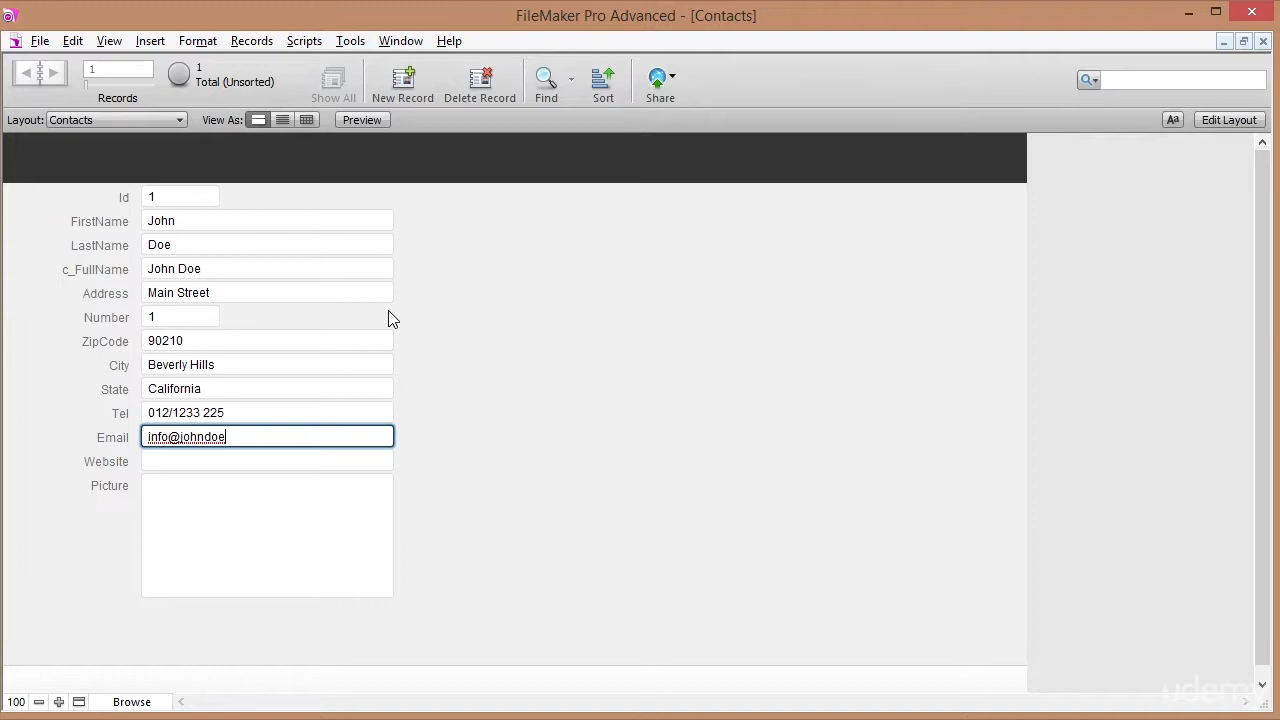 FileMaker Pro Advanced - [Contacts]
File Edit View Insert Format Records Scripts Tools Window Help
1
1
Total (Unsorted)
Records
Show All
New Record
Delete Record
Find
Sort
Share
Layout: Contacts
View As:
Preview
Aa
Edit Layout
Id 1
FirstName John
LastName Doe
c_FullName John Doe
Address Main Street
Number 1
ZipCode 90210
City Beverly Hills
State California
Tel 012/1233 225
Email info@johndoe
Website
Picture
100
Browse
udemy